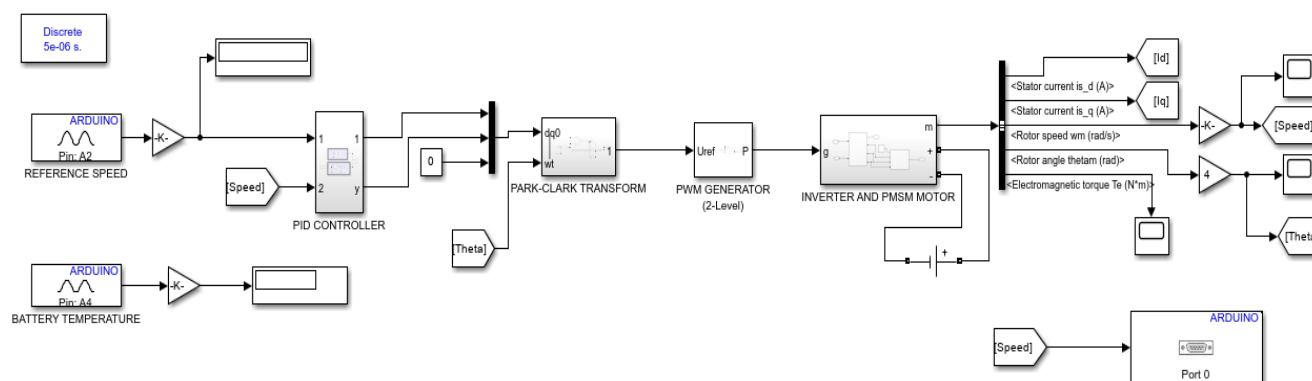 Discrete
5e-06 s.
ARDUINO
Pin: A2
REFERENCE SPEED
-K-
[Speed]
1
2
1
y
PID CONTROLLER
0
[Theta]
dq0
wt
1
PARK-CLARK TRANSFORM
Uref
P
PWM GENERATOR
(2-Level)
g
m
+
-
INVERTER AND PMSM MOTOR
+
<Stator current is_d (A)>
<Stator current is_q (A)>
<Rotor speed wm (rad/s)>
<Rotor angle thetam (rad)>
<Electromagnetic torque Te (N*m)>
[Id]
[Iq]
-K-
[Speed]
4
[Theta
ARDUINO
Pin: A4
BATTERY TEMPERATURE
-K-
[Speed]
ARDUINO
Port 0